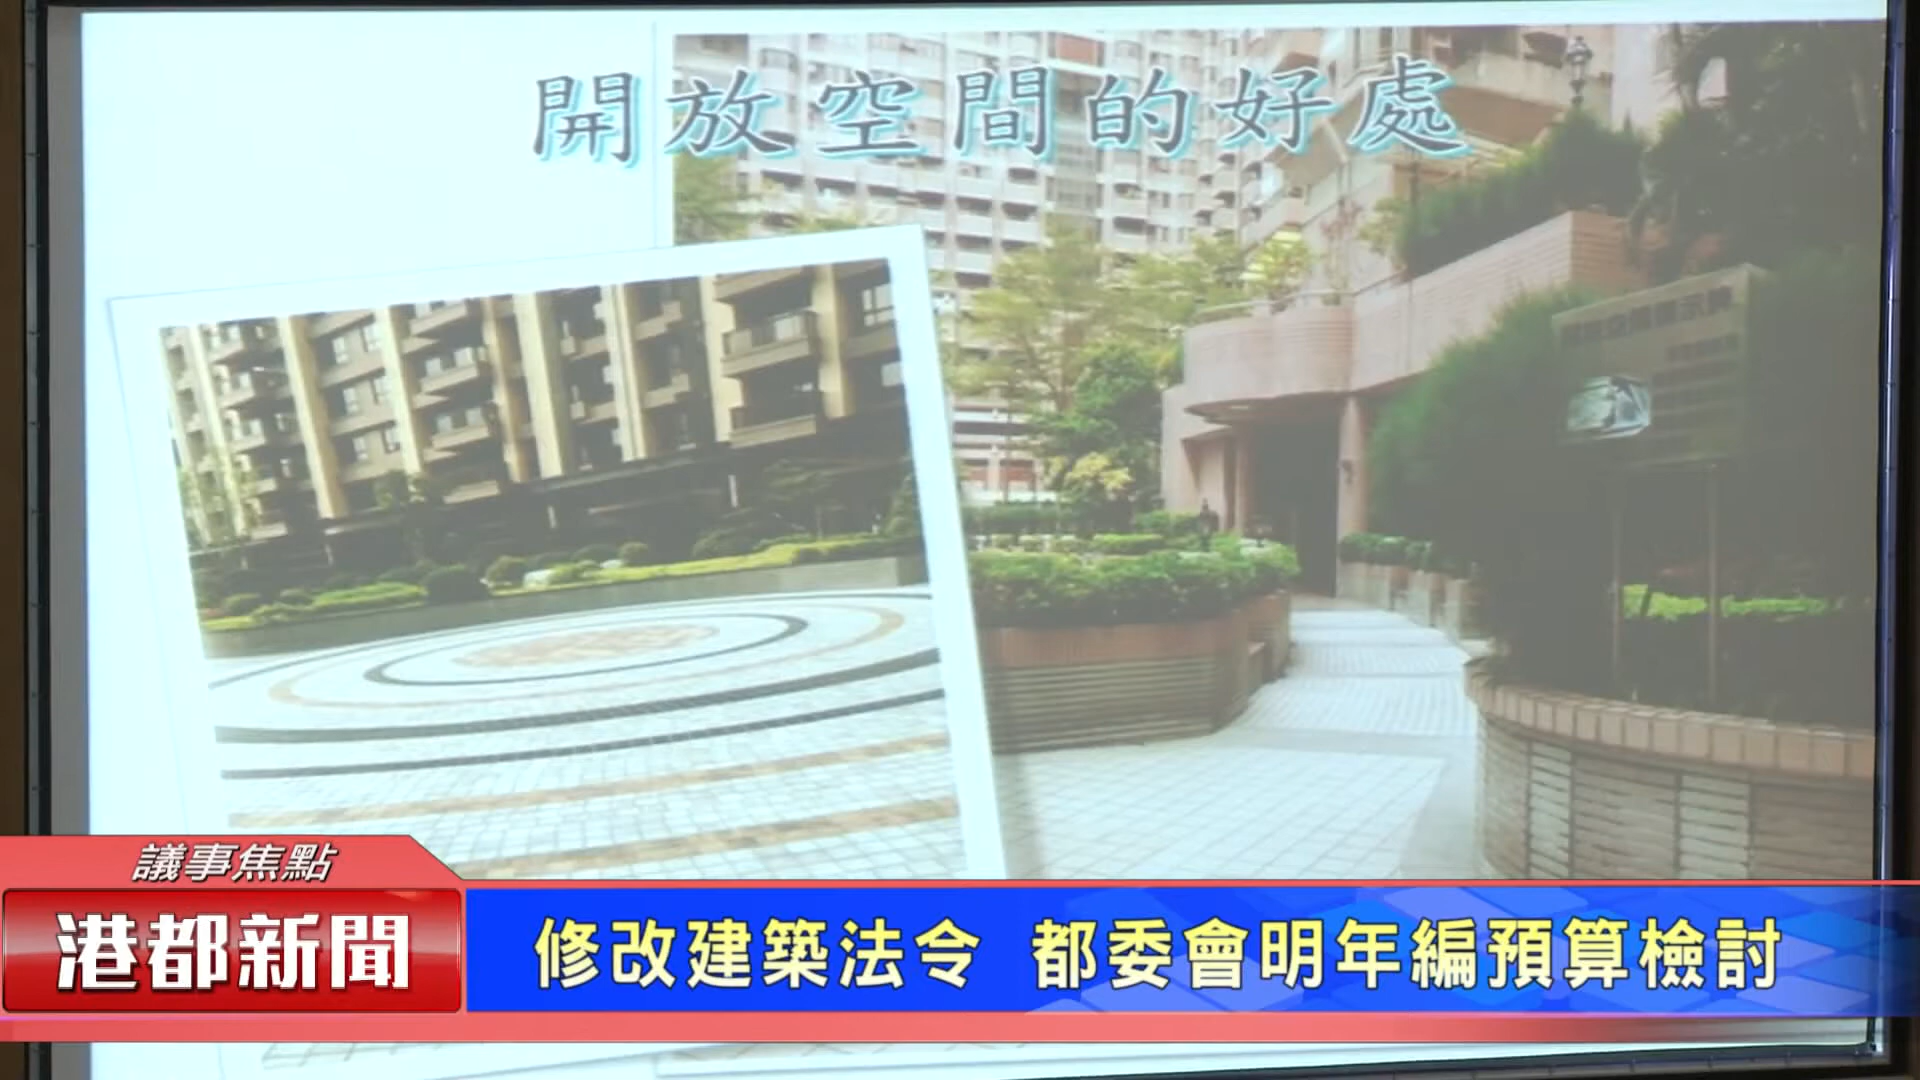 開放空間的好處
議事焦點
港都新聞
修改建築法令 都委會明年編預算檢討